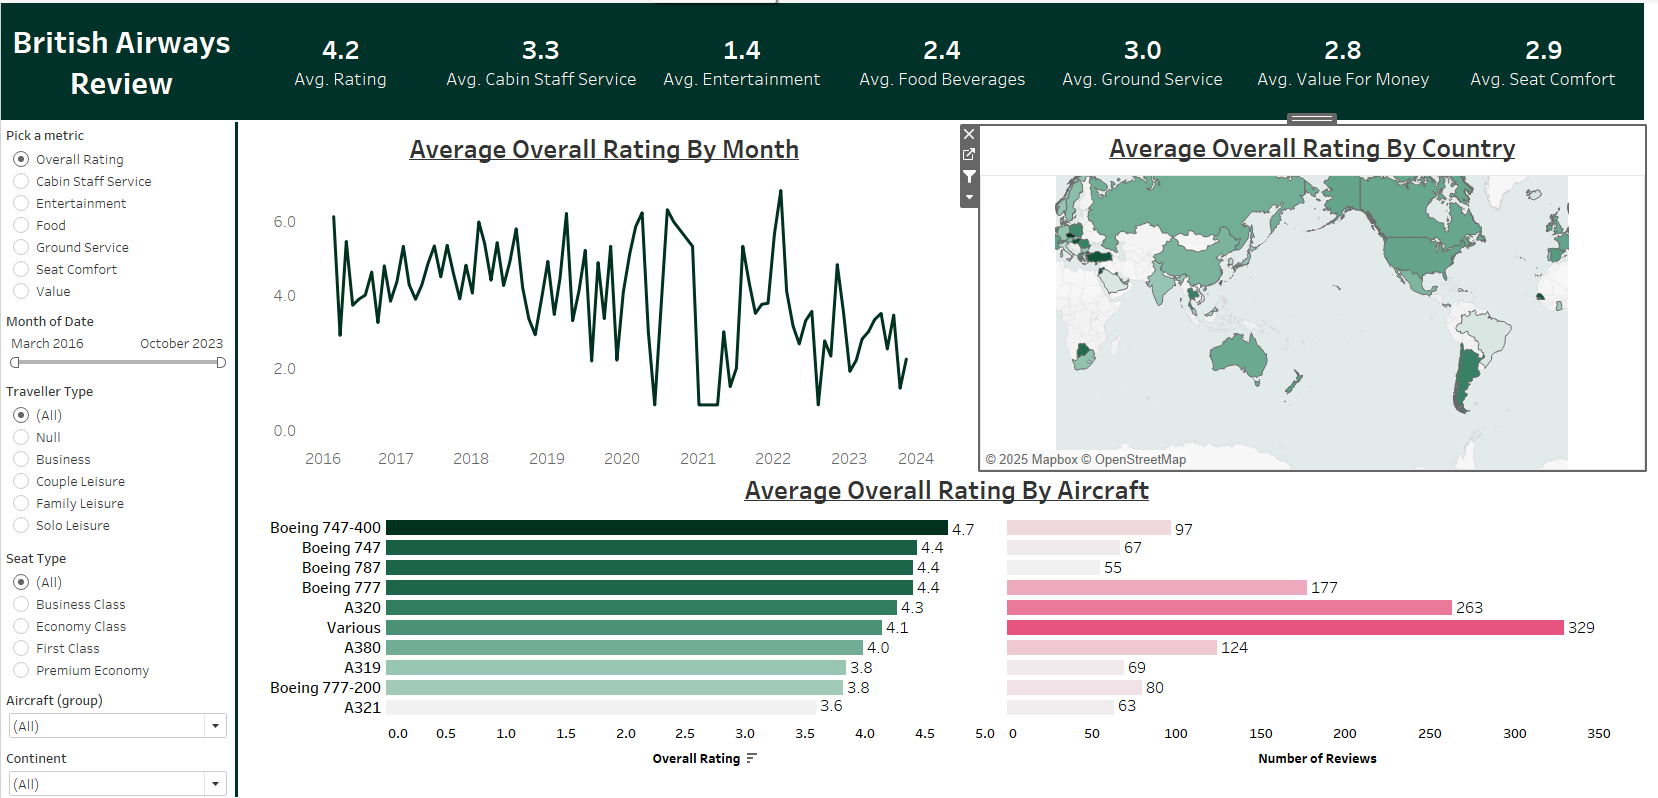 British Airways
Review
4.2
Avg. Rating
3.3
Avg. Cabin Staff Service
1.4
Avg. Entertainment
2.4
Avg. Food Beverages
3.0
Avg. Ground Service
2.8
Avg. Value For Money
2.9
Avg. Seat Comfort
Pick a metric
Overall Rating
Cabin Staff Service
Entertainment
Food
Ground Service
Seat Comfort
Value
Month of Date
March 2016 October 2023
Traveller Type
(All)
Null
Business
Couple Leisure
Family Leisure
Solo Leisure
Seat Type
(All)
Business Class
Economy Class
First Class
Premium Economy
Aircraft (group)
(All)
Continent
(All)
Average Overall Rating By Month
6.0
4.0
2.0
0.0
2016 2017 2018 2019 2020 2021 2022 2023 2024
Average Overall Rating By Country
© 2025 Mapbox © OpenStreetMap
Average Overall Rating By Aircraft
Boeing 747-400 4.7 97
Boeing 747 4.4 67
Boeing 787 4.4 55
Boeing 777 4.4 177
A320 4.3 263
Various 4.1 329
A380 4.0 124
A319 3.8 69
Boeing 777-200 3.8 80
A321 3.6 63
0.0 0.5 1.0 1.5 2.0 2.5 3.0 3.5 4.0 4.5 5.0
0 50 100 150 200 250 300 350
Overall Rating
Number of Reviews